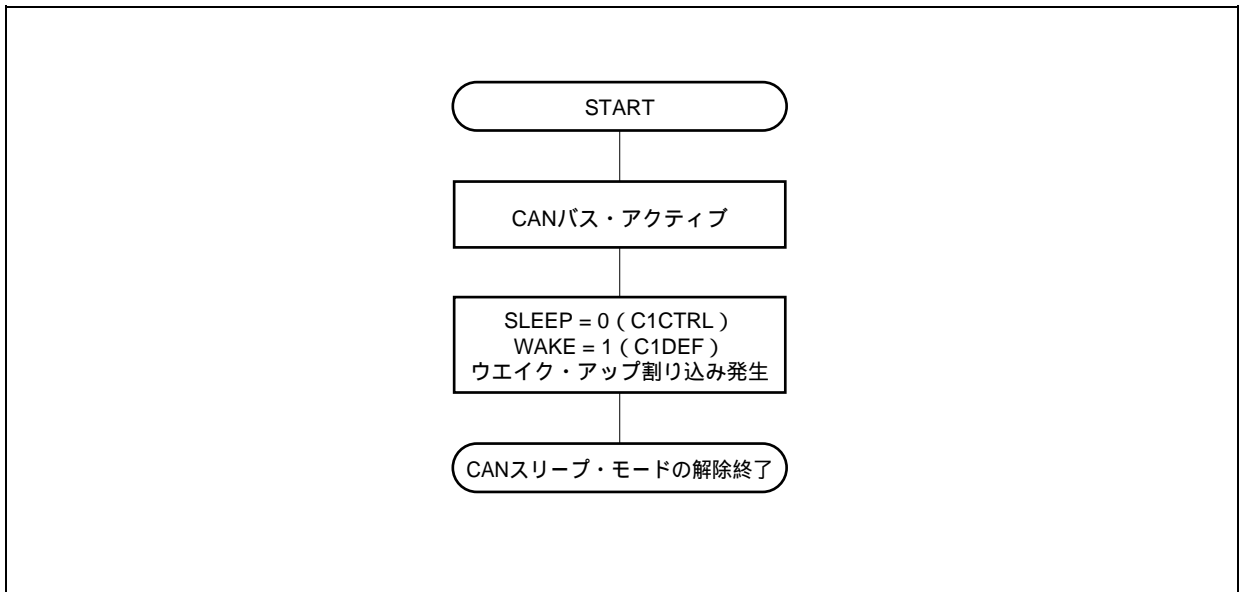 START
CANバス・アクティブ
SLEEP = 0 ( C1CTRL )
WAKE = 1 ( C1DEF )
ウエイク・アップ割り込み発生
CANスリープ・モードの解除終了